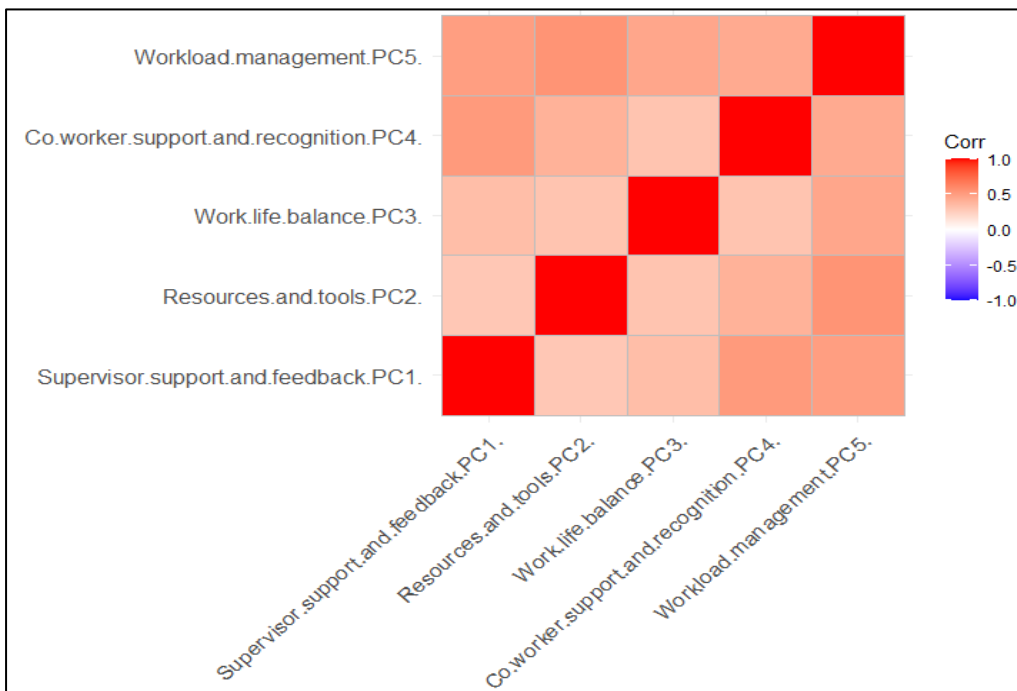 Workload.management.PC5.
Co.worker.support.and.recognition.PC4.
Work.life.balance.PC3.
Resources.and.tools.PC2.
Supervisor.support.and.feedback.PC1.
Supervisor.support.and.feedback.PC1.
Resources.and.tools.PC2.
Work.life.balance.PC3.
Co.worker.support.and.recognition.PC4.
Workload.management.PC5.
Corr
1.0
0.5
0.0
-0.5
-1.0